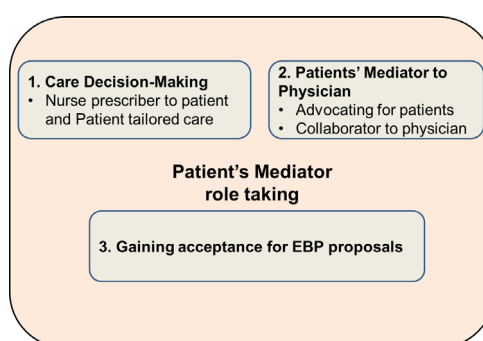 1. Care Decision-Making
• Nurse prescriber to patient
and Patient tailored care
2. Patients' Mediator to
Physician
• Advocating for patients
• Collaborator to physician
Patient's Mediator
role taking
3. Gaining acceptance for EBP proposals